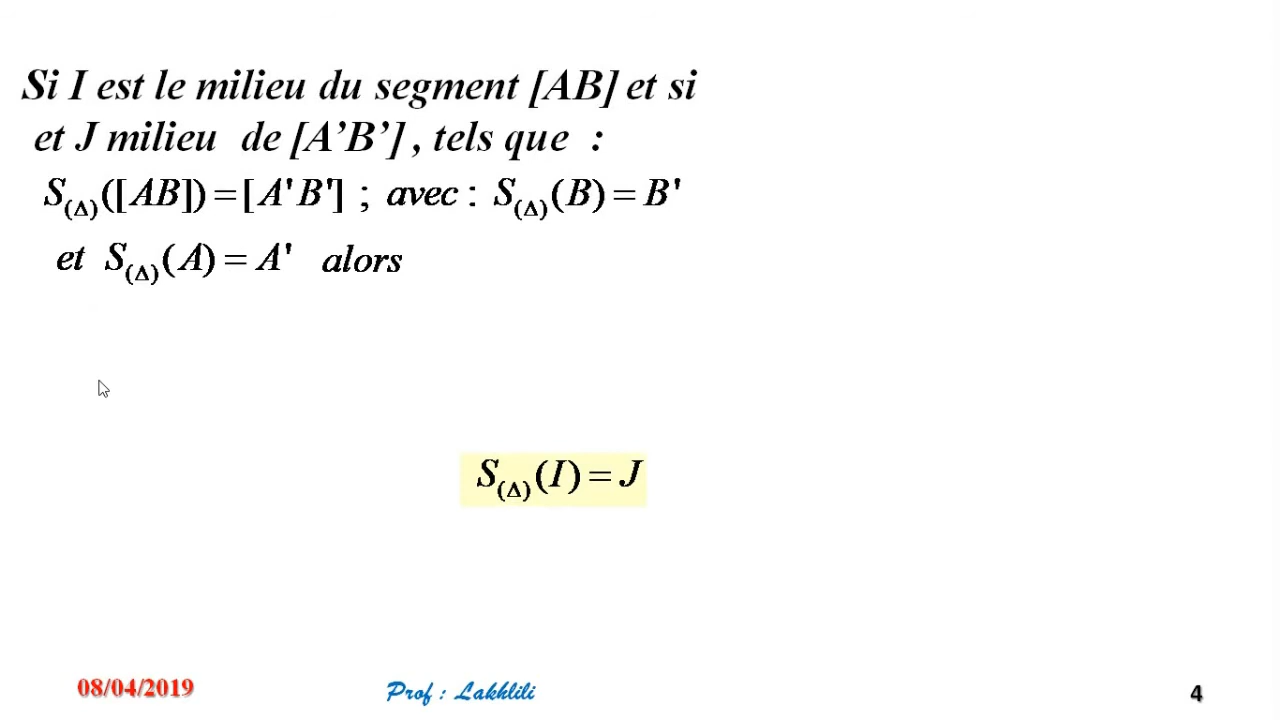 Si I est le milieu du segment [AB] et si
et J milieu de [A’B’] , tels que :
S(Δ)([AB])=[A'B'] ; avec : S(Δ)(B) = B'
et S(Δ)(A) = A' alors
S(Δ)(I) = J
08/04/2019 Prof : Lakhlili 4